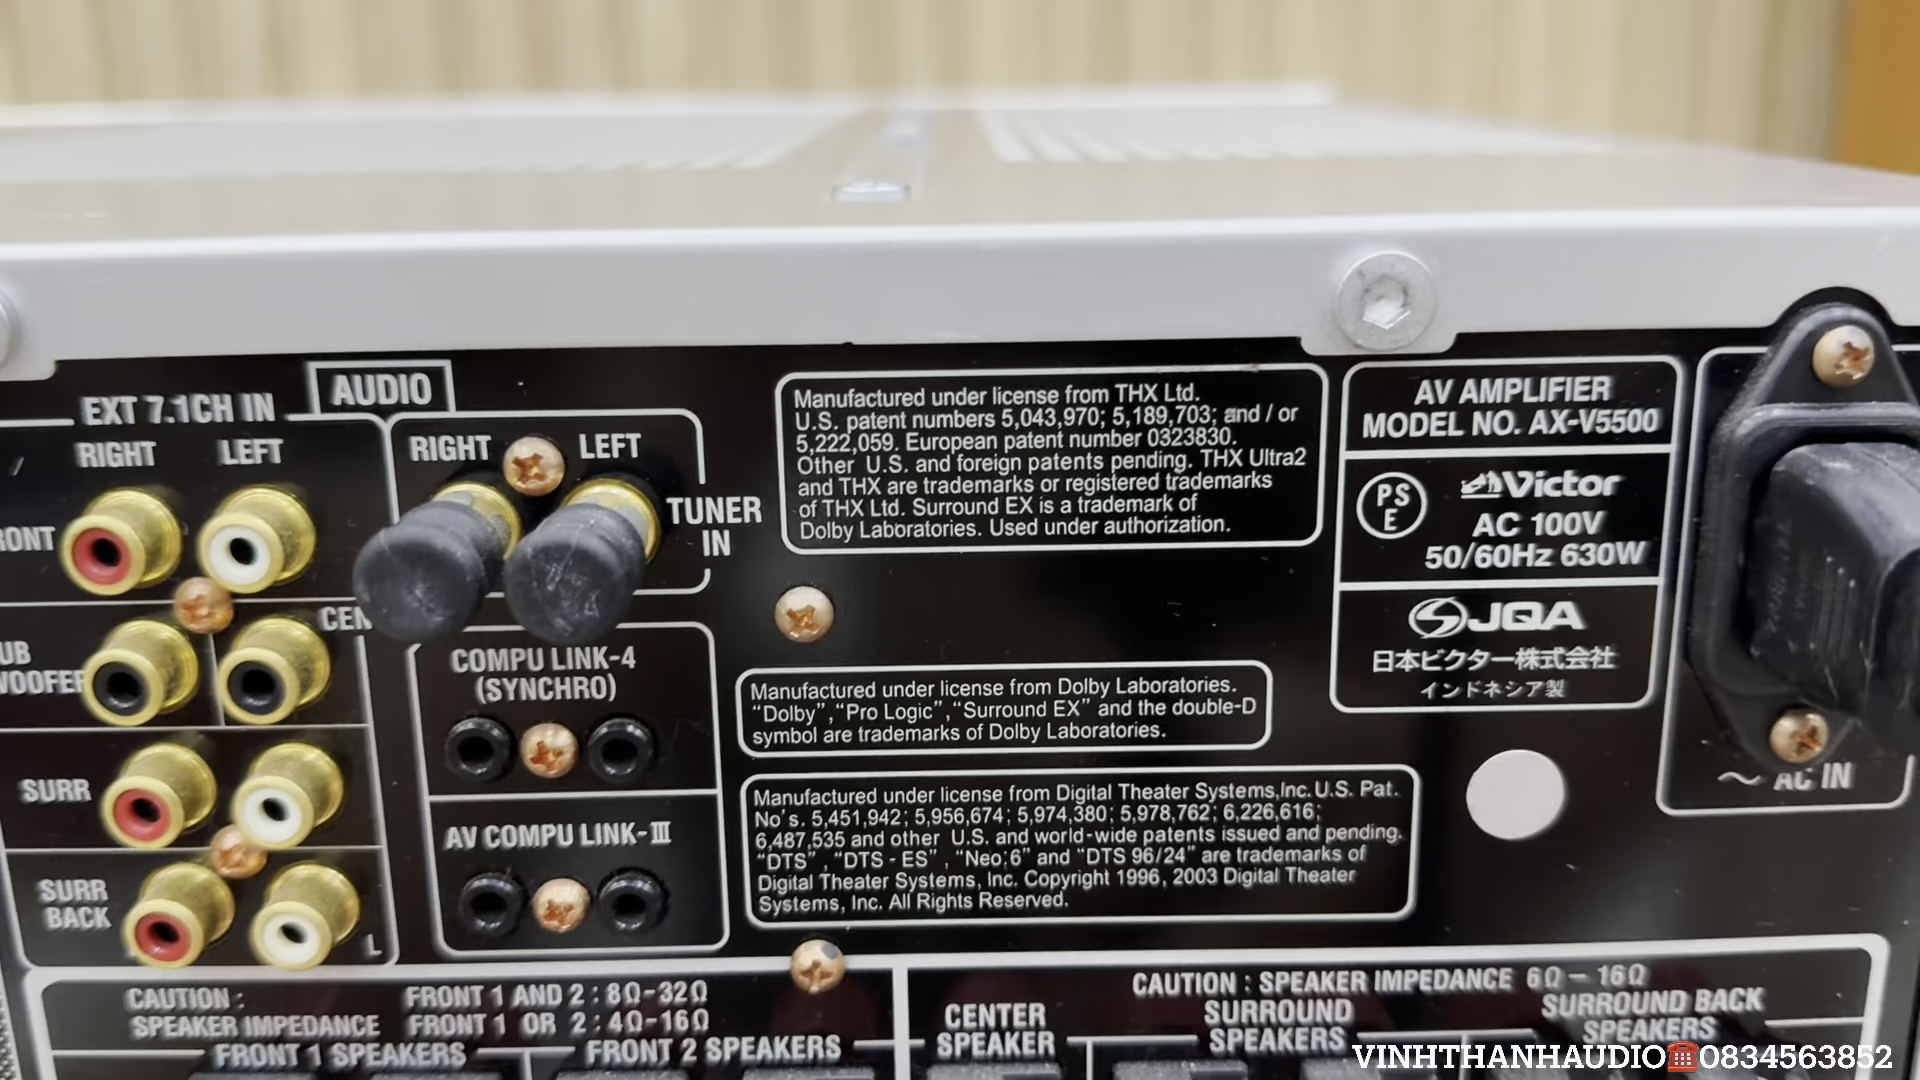 AUDIO
EXT 7.1CH IN
RIGHT LEFT
SURR
SURR
BACK
L
RIGHT LEFT
TUNER
IN
COMPU LINK-4
(SYNCHRO)
AV COMPU LINK-III
Manufactured under license from THX Ltd.
U.S. patent numbers 5,043,970; 5,189,703; and / or
5,222,059. European patent number 0323830.
Other U.S. and foreign patents pending. THX Ultra2
and THX are trademarks or registered trademarks
of THX Ltd. Surround EX is a trademark of
Dolby Laboratories. Used under authorization.
Manufactured under license from Dolby Laboratories.
“Dolby”, “Pro Logic”, “Surround EX” and the double-D
symbol are trademarks of Dolby Laboratories.
Manufactured under license from Digital Theater Systems,Inc. U.S. Pat.
No's. 5,451,942; 5,956,674; 5,974,380; 5,978,762; 6,226,616;
6,487,535 and other U.S. and world-wide patents issued and pending.
“DTS”, “DTS - ES”, “Neo:6” and “DTS 96/24” are trademarks of
Digital Theater Systems, Inc. Copyright 1996, 2003 Digital Theater
Systems, Inc. All Rights Reserved.
AV AMPLIFIER
MODEL NO. AX-V5500
PS
E
Victor
AC 100V
50/60Hz 630W
JQA
日本ビクター株式会社
インドネシア製
～ AC IN
CAUTION :
SPEAKER IMPEDANCE
FRONT 1 AND 2 : 8Ω-32Ω
FRONT 1 OR 2 : 4Ω-16Ω
FRONT 1 SPEAKERS
FRONT 2 SPEAKERS
CENTER
SPEAKER
CAUTION : SPEAKER IMPEDANCE 6Ω – 16Ω
SURROUND
SPEAKERS
SURROUND BACK
SPEAKERS
VINHTHANHAUDIO☎0834563852